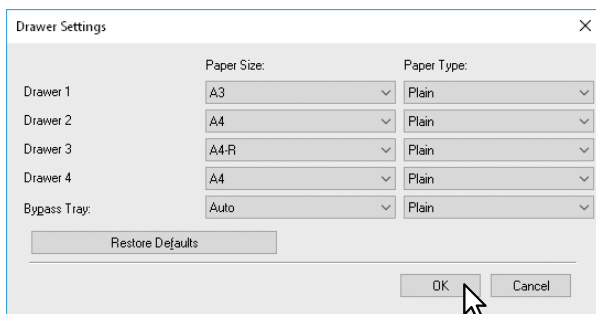 Drawer Settings
Paper Size: Paper Type:
Drawer 1 A3 Plain
Drawer 2 A4 Plain
Drawer 3 A4-R Plain
Drawer 4 A4 Plain
Bypass Tray: Auto Plain
Restore Defaults
OK Cancel